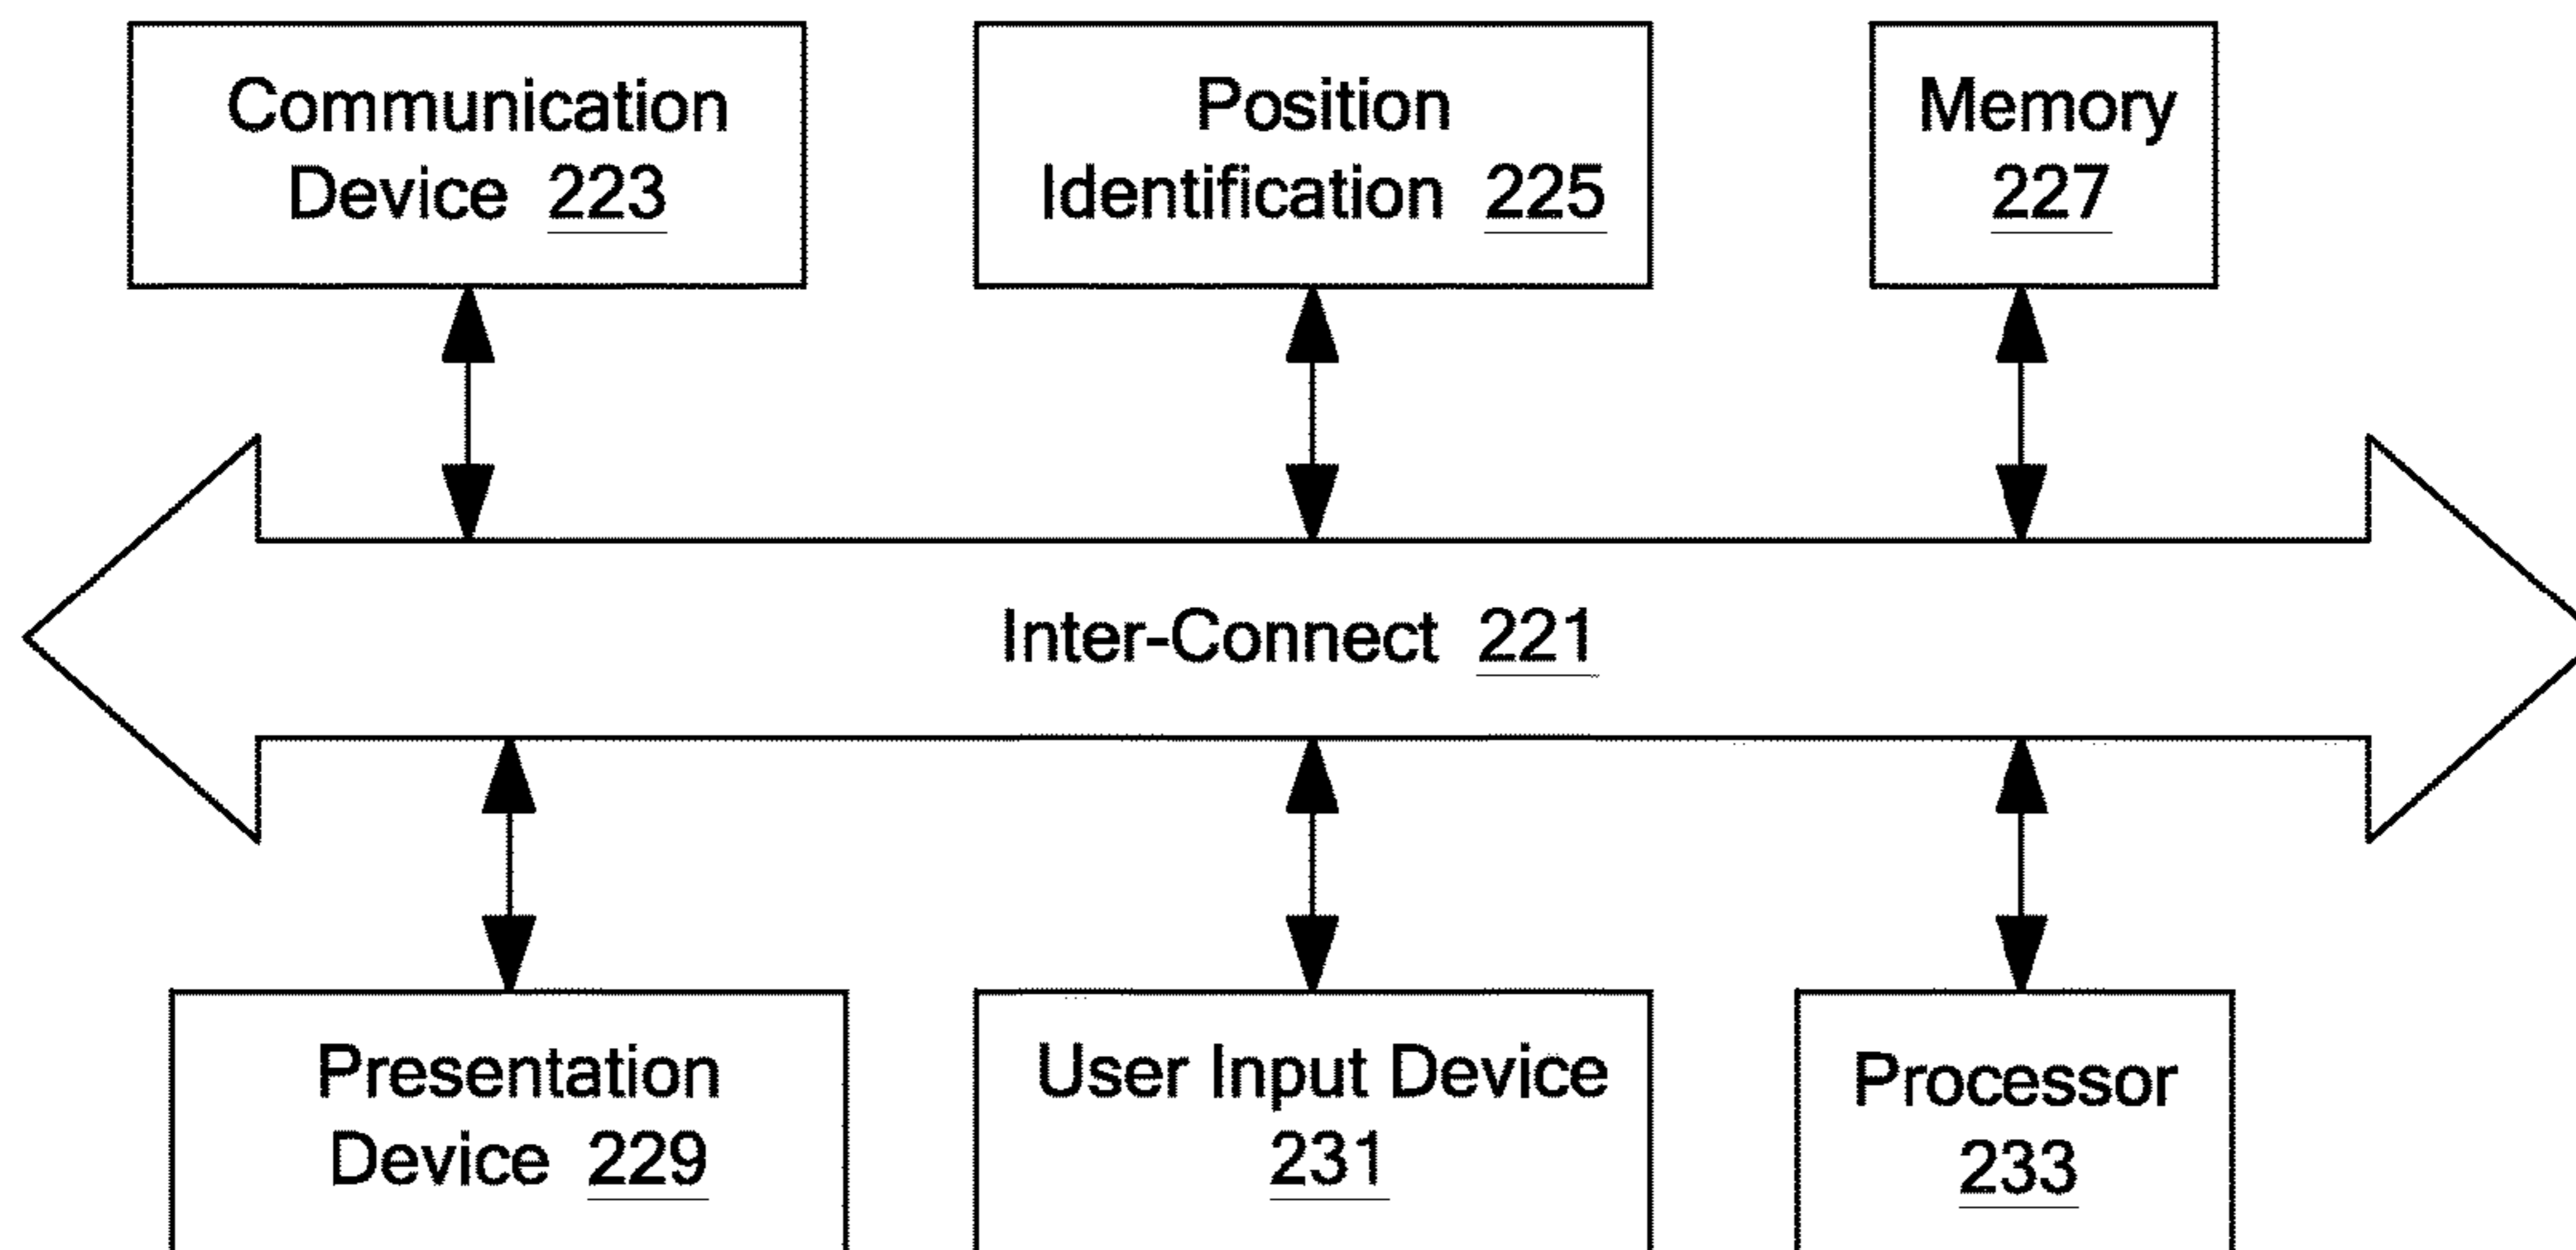 Communication
Device 223
Position
Identification 225
Memory
227
Inter-Connect 221
Presentation
Device 229
User Input Device
231
Processor
233